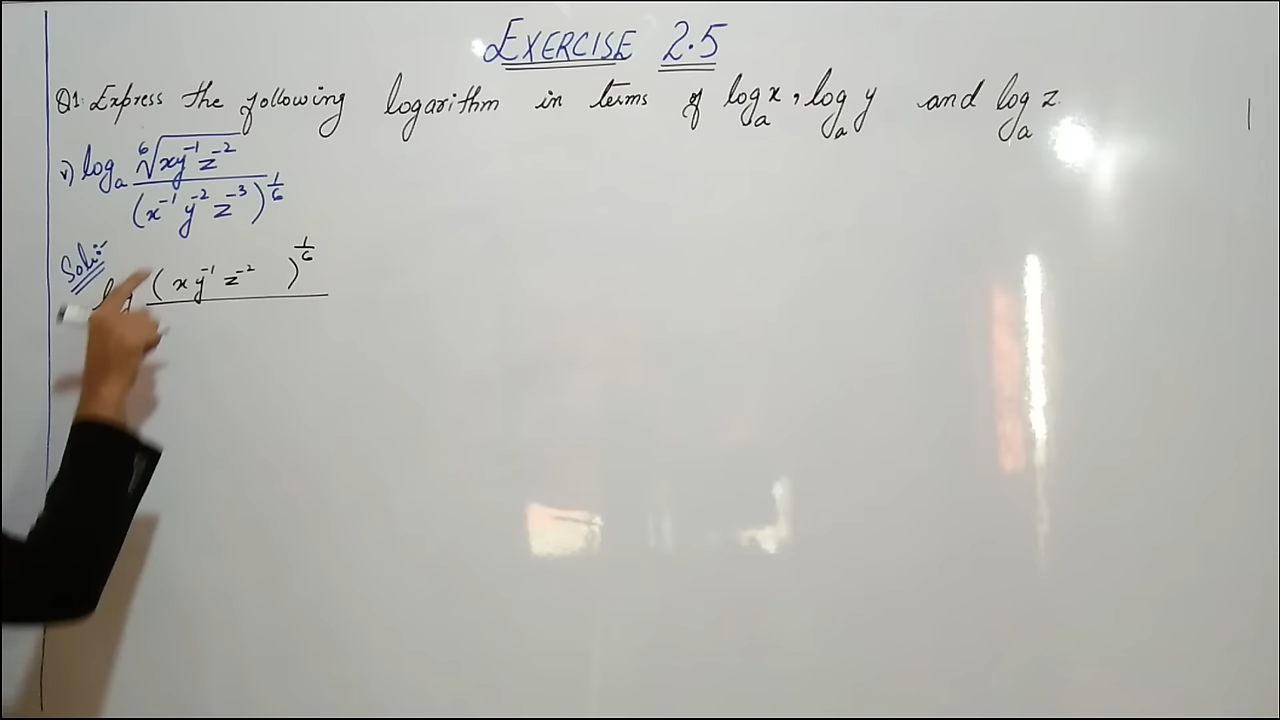 EXERCISE 2.5
Q1. Express the following logarithm in terms of logₐx, logₐy and logₐz.
v) logₐ ⁶√(xy⁻¹z⁻²) / (x⁻¹y⁻²z⁻³)^(1/6)
Solu:-
(xy⁻¹z⁻² )^(1/6)